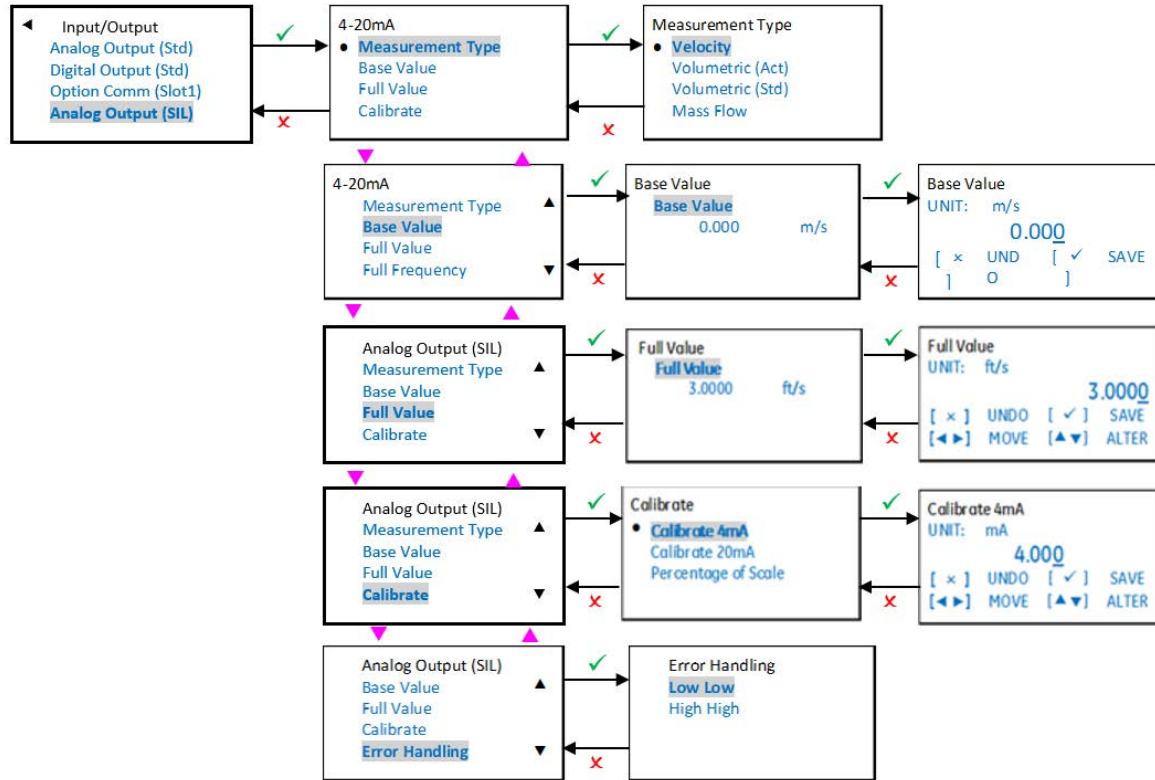 Input/Output
Analog Output (Std)
Digital Output (Std)
Option Comm (Slot1)
Analog Output (SIL)
4-20mA
Measurement Type
Base Value
Full Value
Calibrate
Measurement Type
Velocity
Volumetric (Act)
Volumetric (Std)
Mass Flow
4-20mA
Measurement Type
Base Value
Full Value
Full Frequency
Base Value
Base Value
0.000 m/s
Base Value
UNIT: m/s
0.000
[ × UND [ ✓ SAVE
] O ]
Analog Output (SIL)
Measurement Type
Base Value
Full Value
Calibrate
Full Value
Full Value
3.0000 ft/s
Full Value
UNIT: ft/s
3.0000
[ × ] UNDO [ ✓ ] SAVE
[◄ ►] MOVE [▲ ▼] ALTER
Analog Output (SIL)
Measurement Type
Base Value
Full Value
Calibrate
Calibrate
Calibrate 4mA
Calibrate 20mA
Percentage of Scale
Calibrate 4mA
UNIT: mA
4.000
[ × ] UNDO [ ✓ ] SAVE
[◄ ►] MOVE [▲ ▼] ALTER
Analog Output (SIL)
Base Value
Full Value
Calibrate
Error Handling
Error Handling
Low Low
High High